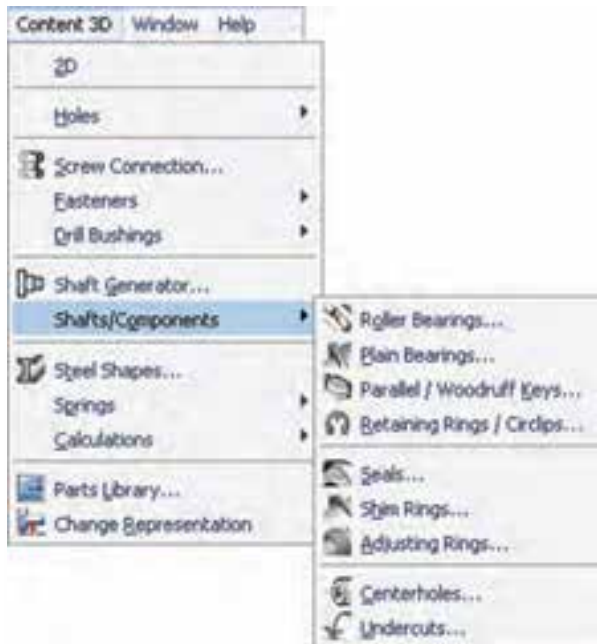 Content 3D Window Help
2D
Holes
Screw Connection...
Fasteners
Drill Bushings
Shaft Generator...
Shafts/Components
Steel Shapes...
Springs
Calculations
Parts Library...
Change Representation
Roller Bearings...
Plain Bearings...
Parallel / Woodruff Keys...
Retaining Rings / Circlips...
Seals...
Shim Rings...
Adjusting Rings...
Centerholes...
Undercuts...